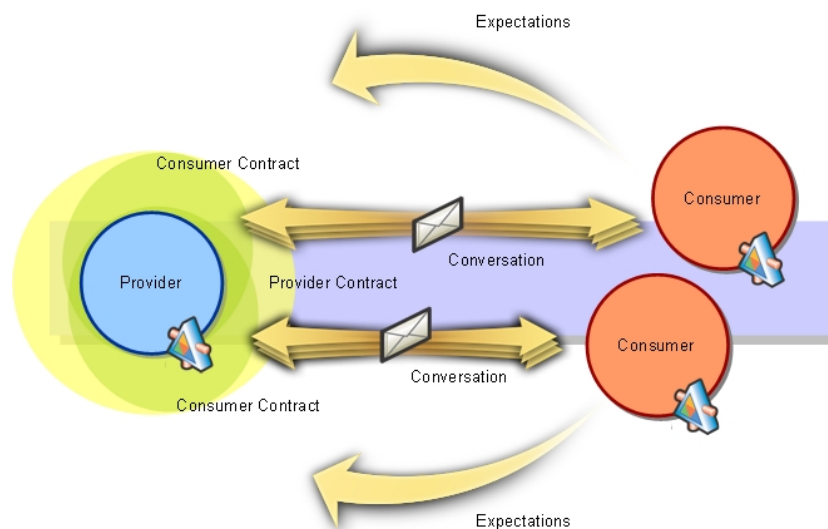 Expectations
Consumer Contract
Consumer
Conversation
Provider
Provider Contract
Consumer
Conversation
Consumer Contract
Expectations